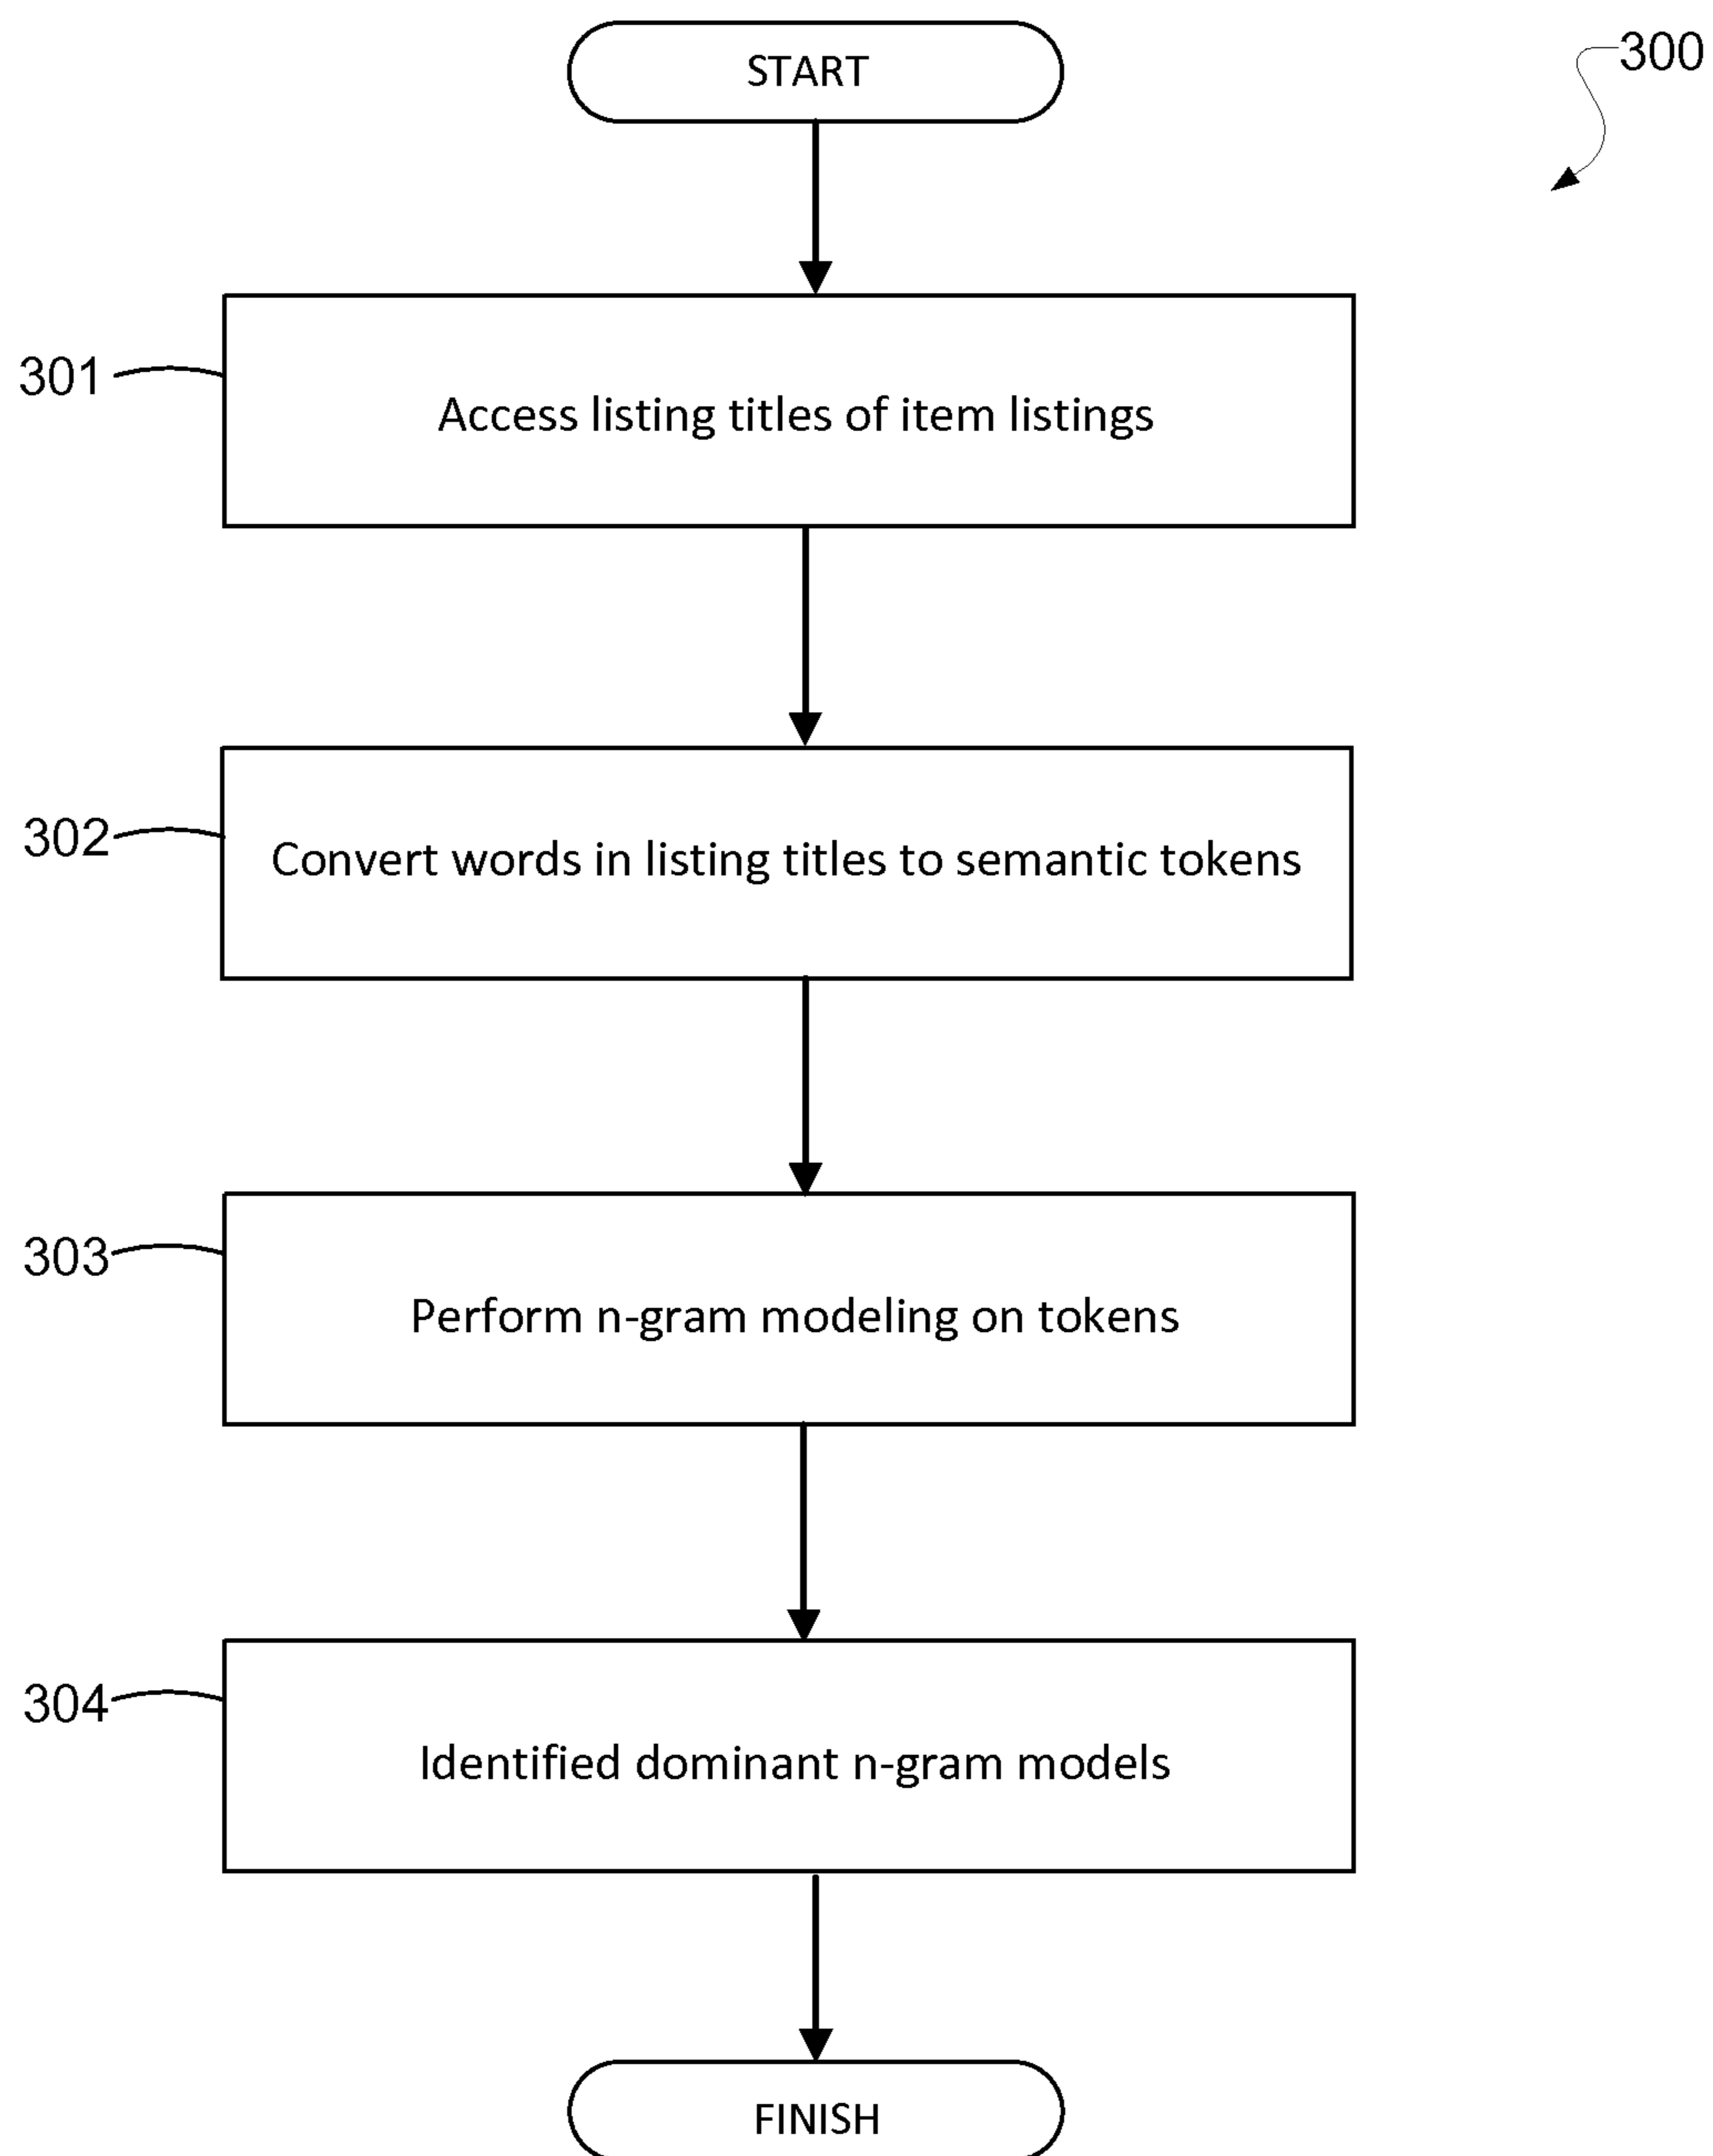 START
300
301
Access listing titles of item listings
302
Convert words in listing titles to semantic tokens
303
Perform n-gram modeling on tokens
304
Identified dominant n-gram models
FINISH